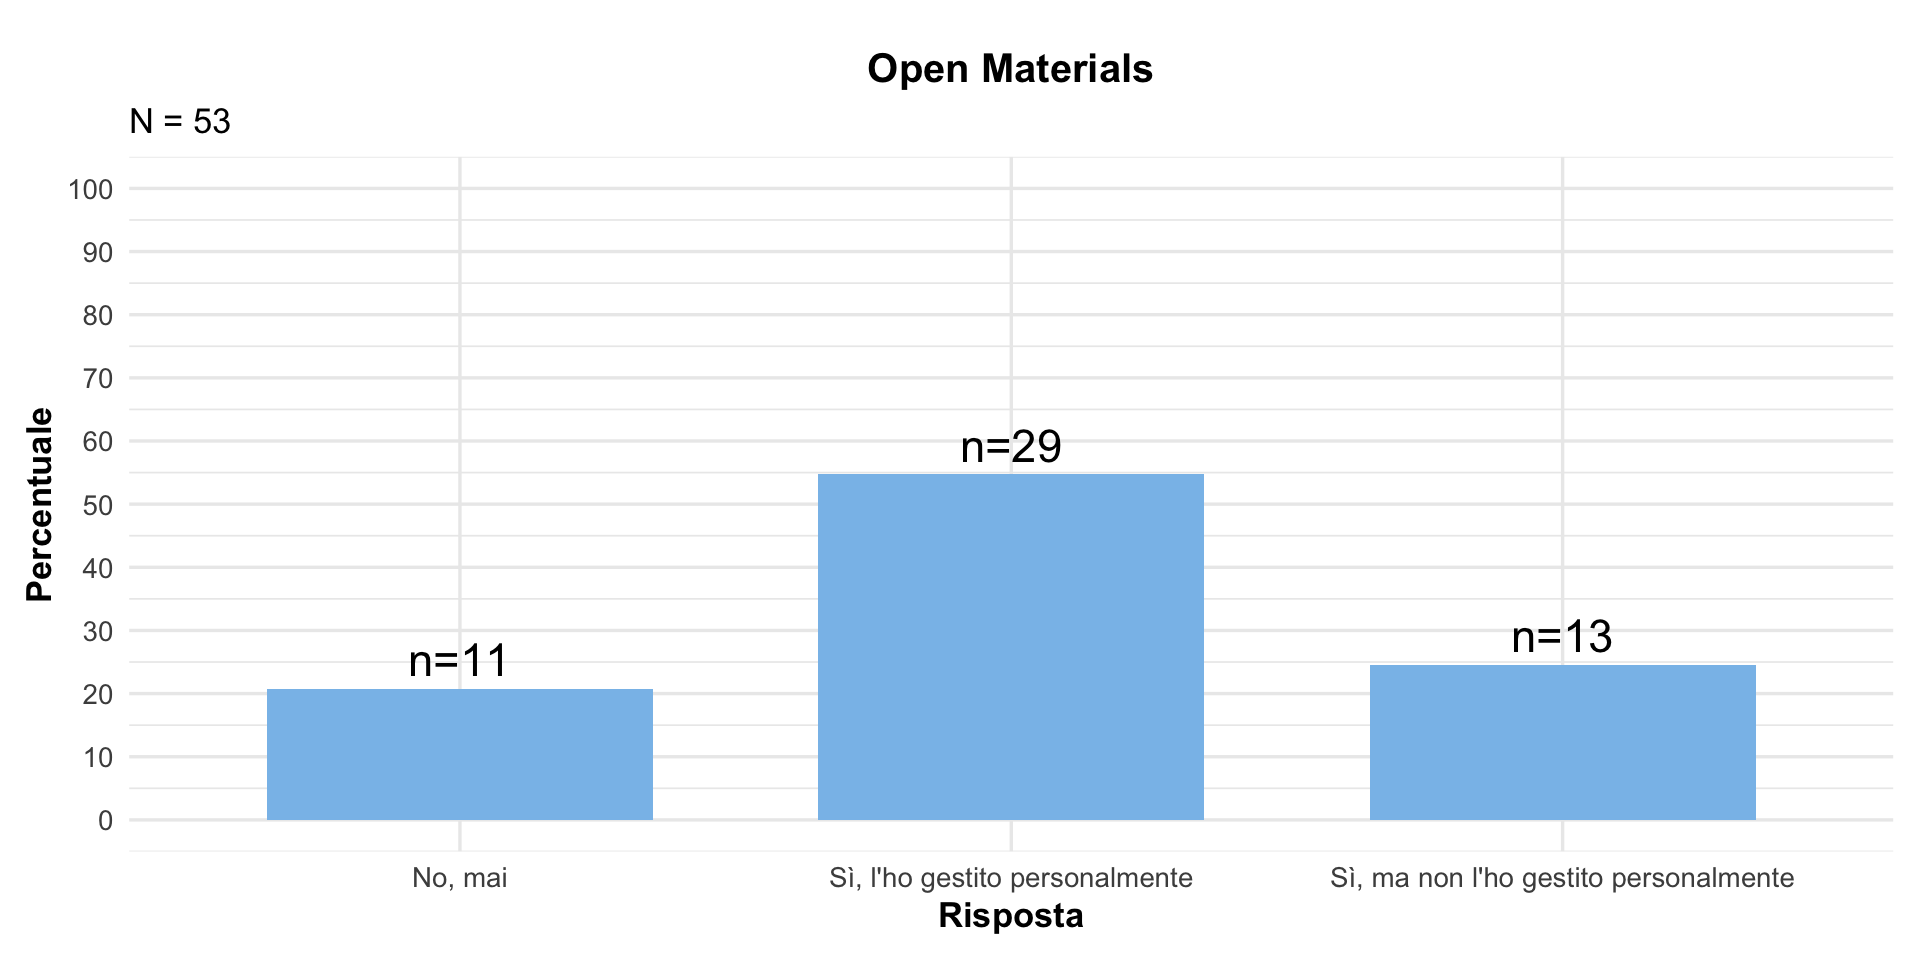 Open Materials
N = 53
Percentuale
100
90
80
70
60
50
40
30
20
10
0
n=11
n=29
n=13
No, mai
Sì, l'ho gestito personalmente
Sì, ma non l'ho gestito personalmente
Risposta